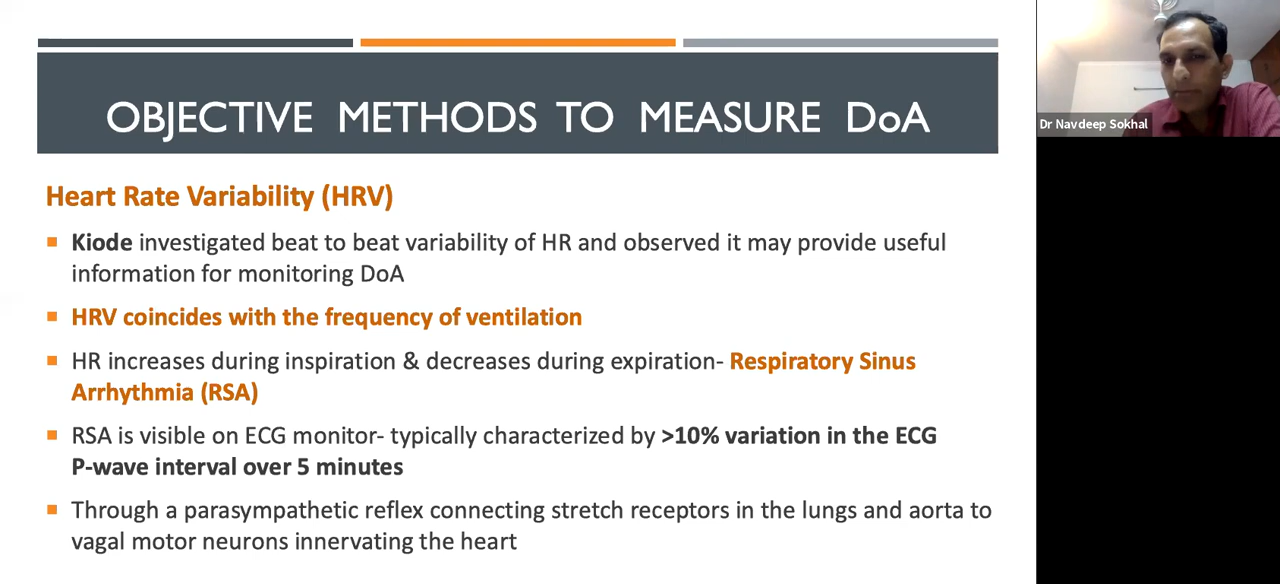 OBJECTIVE METHODS TO MEASURE DoA
Dr Navdeep Sokhal
Heart Rate Variability (HRV)
Kiode investigated beat to beat variability of HR and observed it may provide useful
information for monitoring DoA
HRV coincides with the frequency of ventilation
HR increases during inspiration & decreases during expiration- Respiratory Sinus
Arrhythmia (RSA)
RSA is visible on ECG monitor- typically characterized by >10% variation in the ECG
P-wave interval over 5 minutes
Through a parasympathetic reflex connecting stretch receptors in the lungs and aorta to
vagal motor neurons innervating the heart